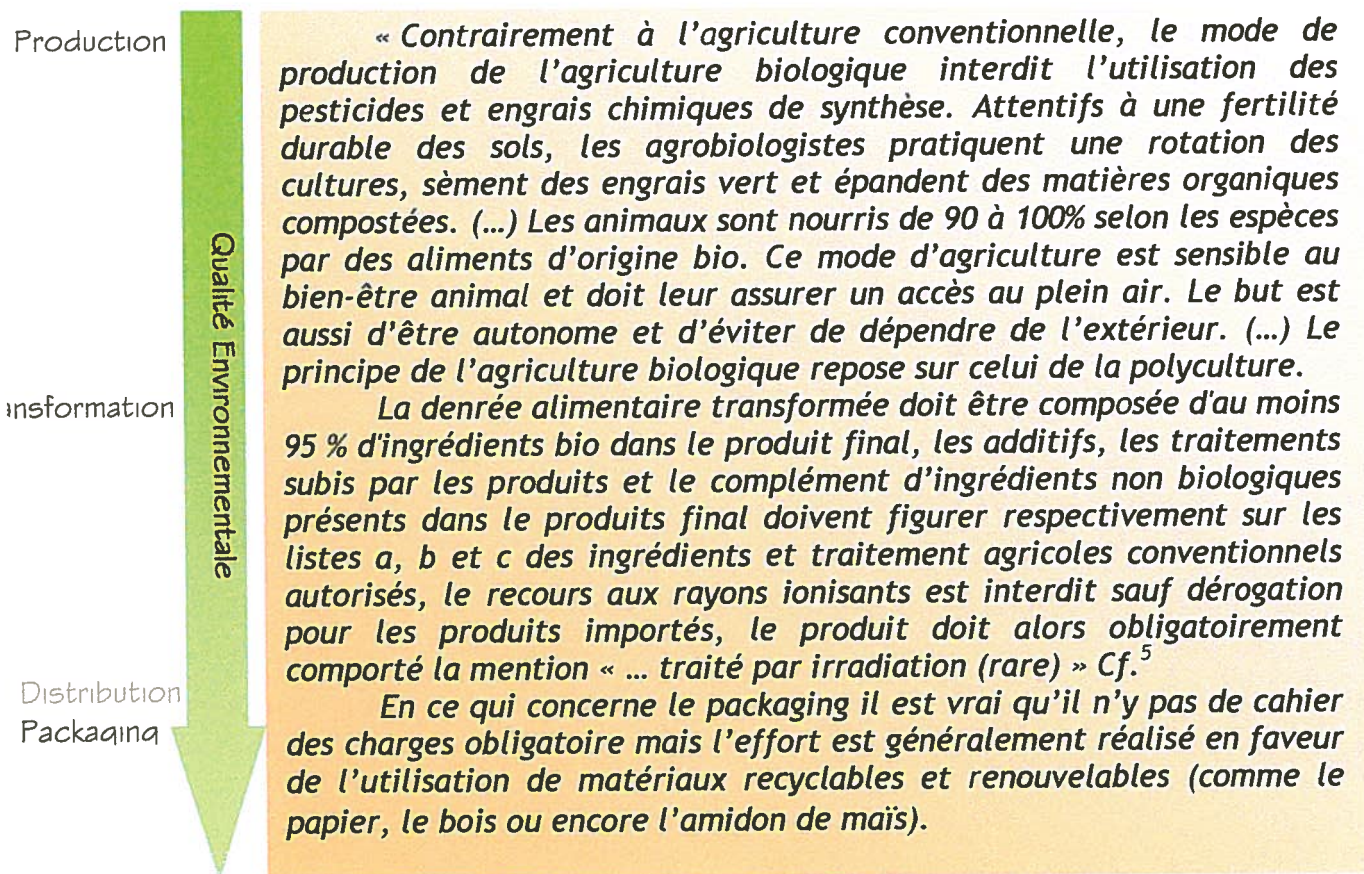 Production
« Contrairement à l'agriculture conventionnelle, le mode de
production de l'agriculture biologique interdit l'utilisation des
pesticides et engrais chimiques de synthèse. Attentifs à une fertilité
durable des sols, les agrobiologistes pratiquent une rotation des
cultures, sèment des engrais vert et épandent des matières organiques
compostées. (...) Les animaux sont nourris de 90 à 100% selon les espèces
par des aliments d'origine bio. Ce mode d'agriculture est sensible au
bien-être animal et doit leur assurer un accès au plein air. Le but est
aussi d'être autonome et d'éviter de dépendre de l'extérieur. (...) Le
principe de l'agriculture biologique repose sur celui de la polyculture.
Qualité Environnementale
nsformation
La denrée alimentaire transformée doit être composée d'au moins
95 % d'ingrédients bio dans le produit final, les additifs, les traitements
subis par les produits et le complément d'ingrédients non biologiques
présents dans le produits final doivent figurer respectivement sur les
listes a, b et c des ingrédients et traitement agricoles conventionnels
autorisés, le recours aux rayons ionisants est interdit sauf dérogation
pour les produits importés, le produit doit alors obligatoirement
comporté la mention « ... traité par irradiation (rare) » Cf.⁵
Distribution
Packaging
En ce qui concerne le packaging il est vrai qu'il n'y pas de cahier
des charges obligatoire mais l'effort est généralement réalisé en faveur
de l'utilisation de matériaux recyclables et renouvelables (comme le
papier, le bois ou encore l'amidon de maïs).